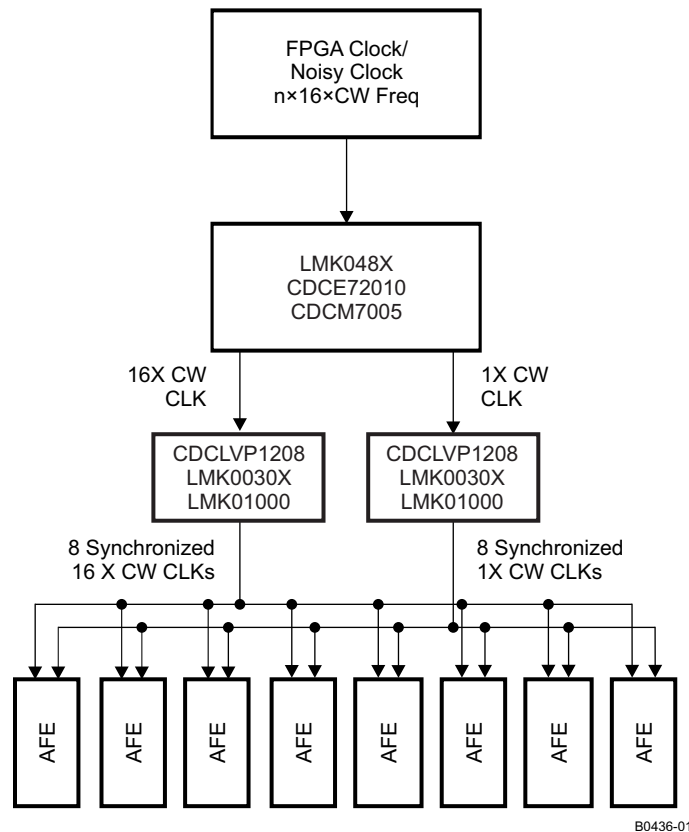 FPGA Clock/
Noisy Clock
n×16×CW Freq
LMK048X
CDCE72010
CDCM7005
16X CW
CLK
1X CW
CLK
CDCLVP1208
LMK0030X
LMK01000
CDCLVP1208
LMK0030X
LMK01000
8 Synchronized
16 X CW CLKs
8 Synchronized
1X CW CLKs
AFE
AFE
AFE
AFE
AFE
AFE
AFE
AFE
B0436-01